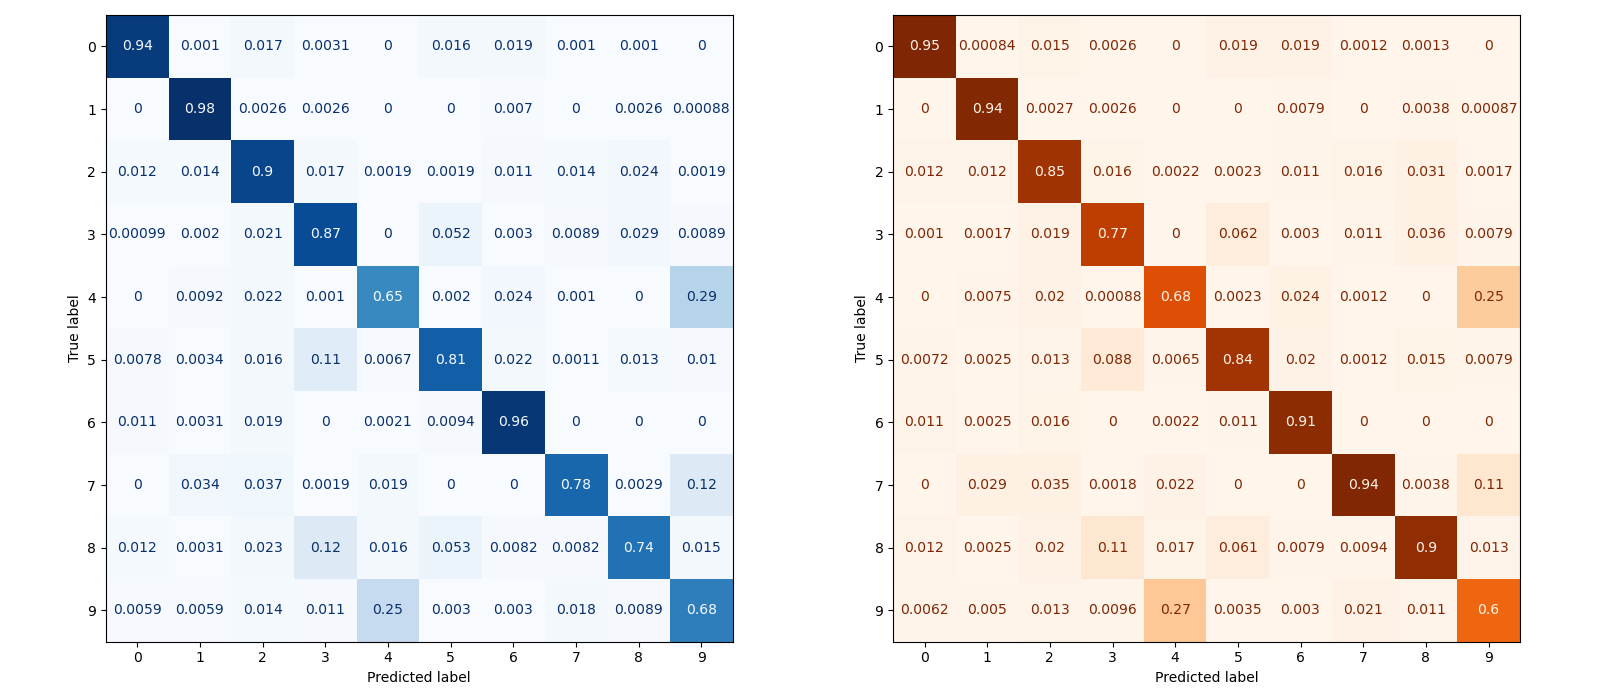 0 0.94 0.001 0.017 0.0031 0 0.016 0.019 0.001 0.001 0
1 0 0.98 0.0026 0.0026 0 0 0.007 0 0.0026 0.00088
2 0.012 0.014 0.9 0.017 0.0019 0.0019 0.011 0.014 0.024 0.0019
3 0.00099 0.002 0.021 0.87 0 0.052 0.003 0.0089 0.029 0.0089
4 0 0.0092 0.022 0.001 0.65 0.002 0.024 0.001 0 0.29
5 0.0078 0.0034 0.016 0.11 0.0067 0.81 0.022 0.0011 0.013 0.01
6 0.011 0.0031 0.019 0 0.0021 0.0094 0.96 0 0 0
7 0 0.034 0.037 0.0019 0.019 0 0 0.78 0.0029 0.12
8 0.012 0.0031 0.023 0.12 0.016 0.053 0.0082 0.0082 0.74 0.015
9 0.0059 0.0059 0.014 0.011 0.25 0.003 0.003 0.018 0.0089 0.68
0 1 2 3 4 5 6 7 8 9
Predicted label
True label
0 0.95 0.00084 0.015 0.0026 0 0.019 0.019 0.0012 0.0013 0
1 0 0.94 0.0027 0.0026 0 0 0.0079 0 0.0038 0.00087
2 0.012 0.012 0.85 0.016 0.0022 0.0023 0.011 0.016 0.031 0.0017
3 0.001 0.0017 0.019 0.77 0 0.062 0.003 0.011 0.036 0.0079
4 0 0.0075 0.02 0.00088 0.68 0.0023 0.024 0.0012 0 0.25
5 0.0072 0.0025 0.013 0.088 0.0065 0.84 0.02 0.0012 0.015 0.0079
6 0.011 0.0025 0.016 0 0.0022 0.011 0.91 0 0 0
7 0 0.029 0.035 0.0018 0.022 0 0 0.94 0.0038 0.11
8 0.012 0.0025 0.02 0.11 0.017 0.061 0.0079 0.0094 0.9 0.013
9 0.0062 0.005 0.013 0.0096 0.27 0.0035 0.003 0.021 0.011 0.6
0 1 2 3 4 5 6 7 8 9
Predicted label
True label